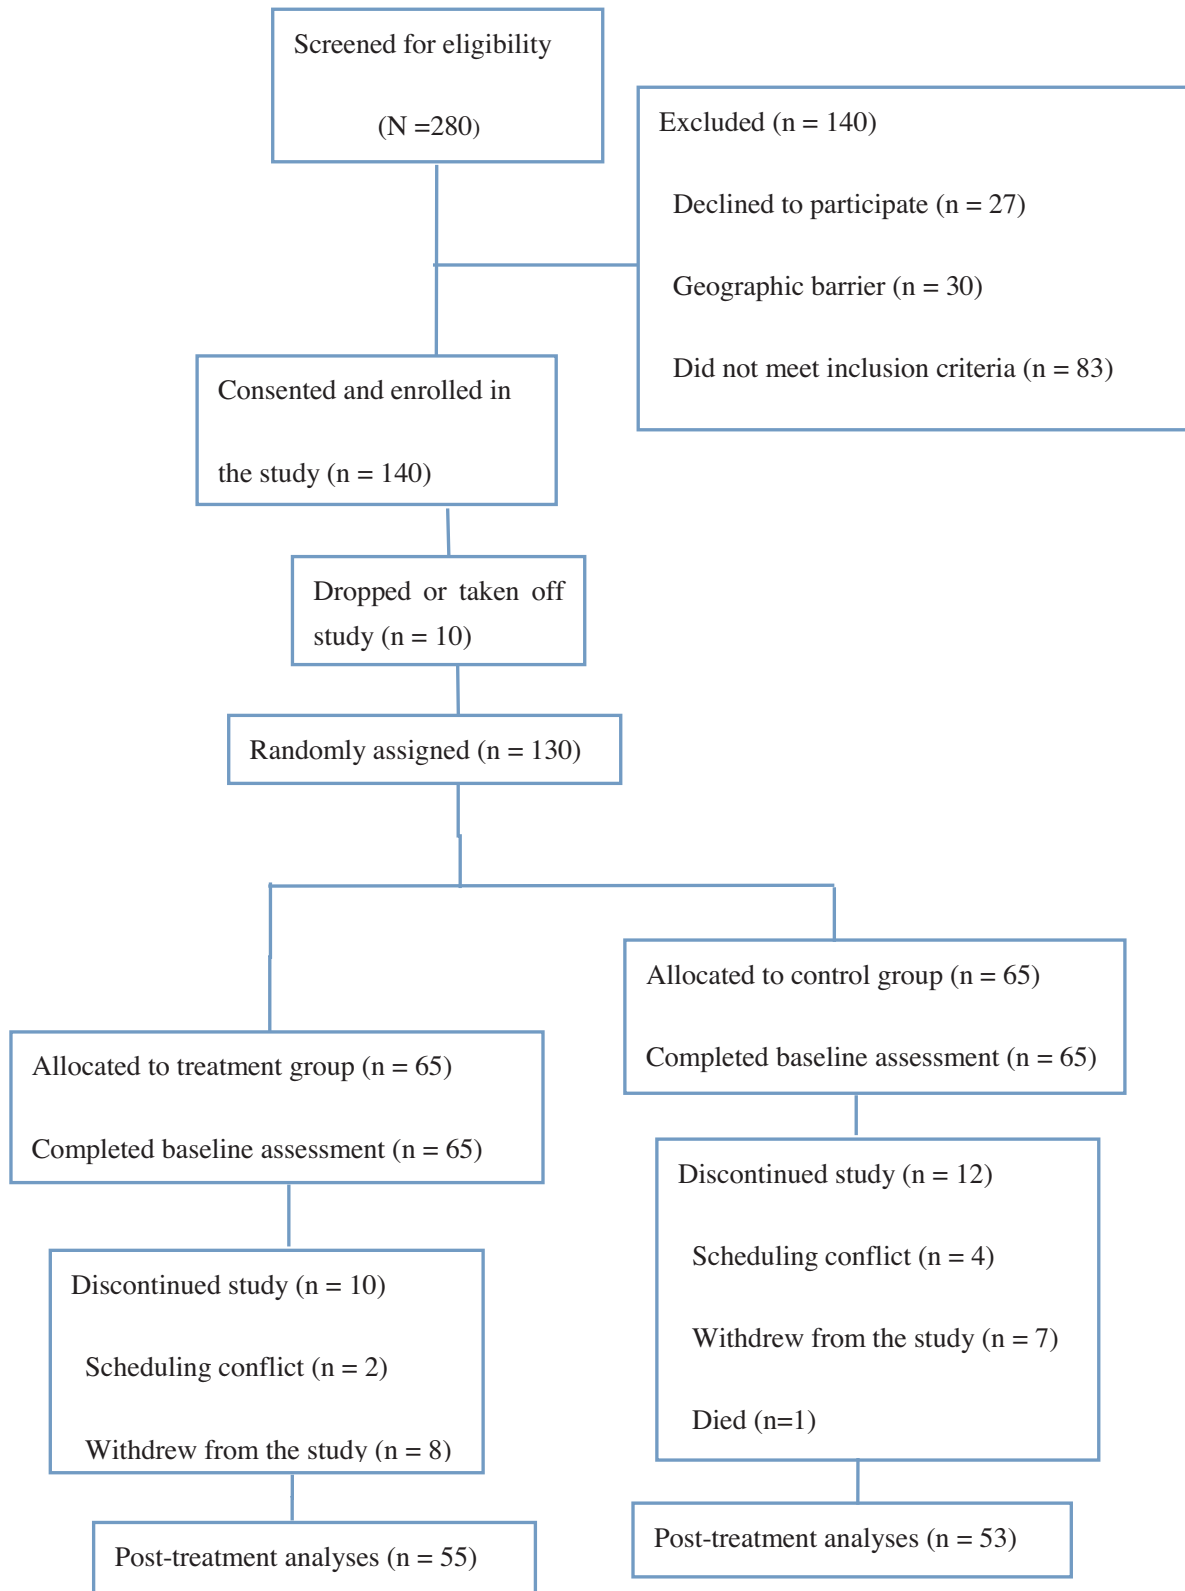 Screened for eligibility
(N =280)
Excluded (n = 140)
Declined to participate (n = 27)
Geographic barrier (n = 30)
Did not meet inclusion criteria (n = 83)
Consented and enrolled in
the study (n = 140)
Dropped or taken off
study (n = 10)
Randomly assigned (n = 130)
Allocated to treatment group (n = 65)
Completed baseline assessment (n = 65)
Discontinued study (n = 10)
Scheduling conflict (n = 2)
Withdrew from the study (n = 8)
Post-treatment analyses (n = 55)
Allocated to control group (n = 65)
Completed baseline assessment (n = 65)
Discontinued study (n = 12)
Scheduling conflict (n = 4)
Withdrew from the study (n = 7)
Died (n=1)
Post-treatment analyses (n = 53)